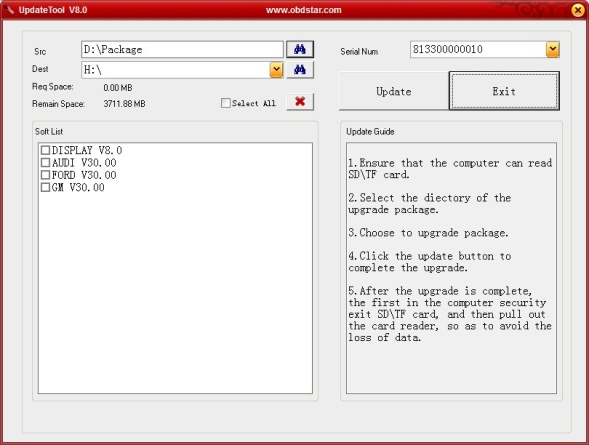 UpdateTool V8.0
www.obdstar.com
Src
D:\Package
Serial Num
813300000010
Dest
H:\
Req Space:
0.00 MB
Remain Space:
3711.88 MB
Select All
Update
Exit
Soft List
DISPLAY V8.0
AUDI V30.00
FORD V30.00
GM V30.00
Update Guide
1.Ensure that the computer can read
SD\TF card.
2.Select the diectory of the
upgrade package.
3.Choose to upgrade package.
4.Click the update button to
complete the upgrade.
5.After the upgrade is complete,
the first in the computer security
exit SD\TF card, and then pull out
the card reader, so as to avoid the
loss of data.